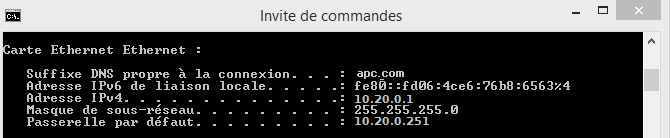 Invite de commandes
C:\.
Carte Ethernet Ethernet :
Suffixe DNS propre à la connexion. . . : apc.com
Adresse IPv6 de liaison locale. . . . .: fe80::fd06:4ce6:76b8:6563%4
Adresse IPv4. . . . . . . . . . . . . .: 10.20.0.1
Masque de sous-réseau. . . . . . . . . : 255.255.255.0
Passerelle par défaut. . . . . . . . . : 10.20.0.251